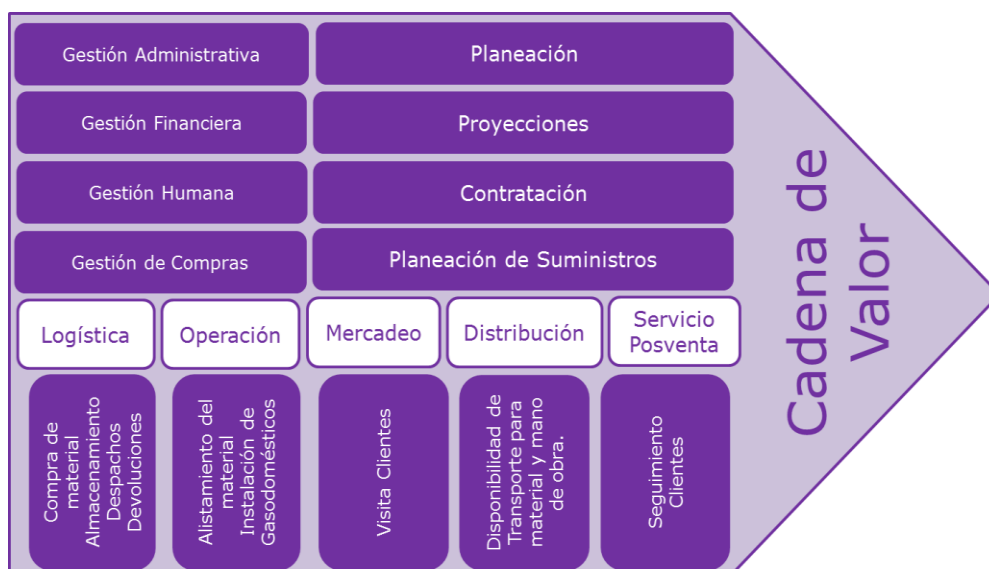 Gestión Administrativa
Planeación
Gestión Financiera
Proyecciones
Gestión Humana
Contratación
Gestión de Compras
Planeación de Suministros
Logística
Operación
Mercadeo
Distribución
Servicio
Posventa
Compra de
material
Almacenamiento
Despachos
Devoluciones
Alistamiento del
material
Instalación de
Gasodomésticos
Visita Clientes
Disponibilidad de
Transporte para
material y mano
de obra.
Seguimiento
Clientes
Cadena de
Valor